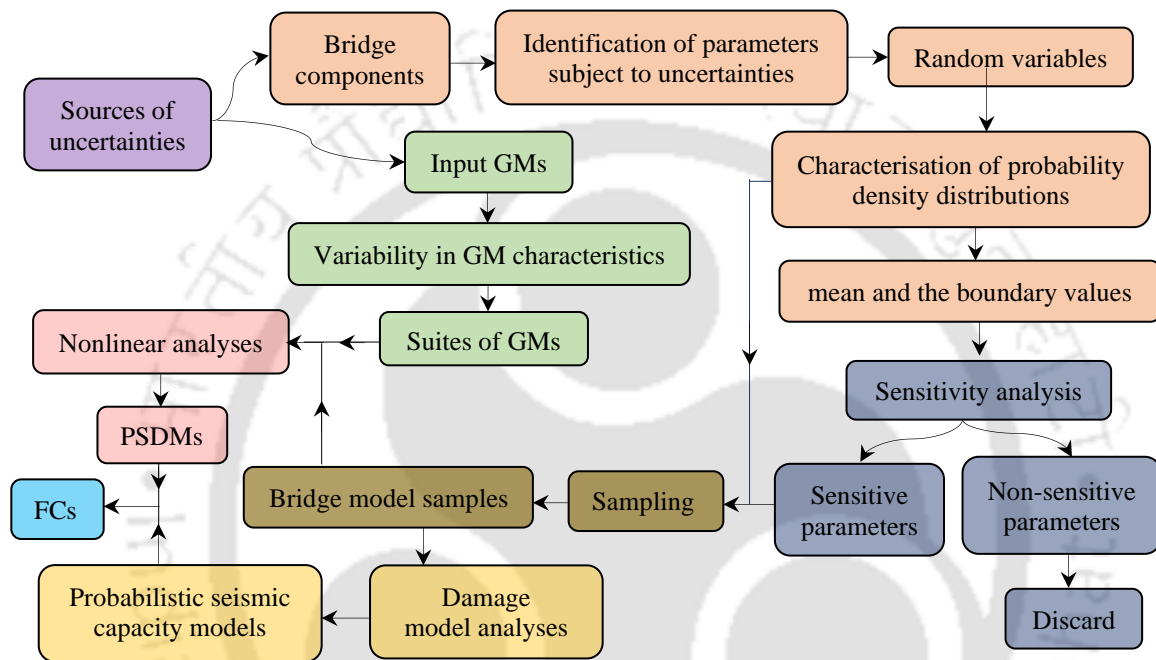 Bridge
components
Identification of parameters
subject to uncertainties
Random variables
Sources of
uncertainties
Input GMs
Characterisation of probability
density distributions
Variability in GM characteristics
mean and the boundary values
Suites of GMs
Nonlinear analyses
Sensitivity analysis
PSDMs
FCs
Bridge model samples
Sampling
Sensitive
parameters
Non-sensitive
parameters
Probabilistic seismic
capacity models
Damage
model analyses
Discard